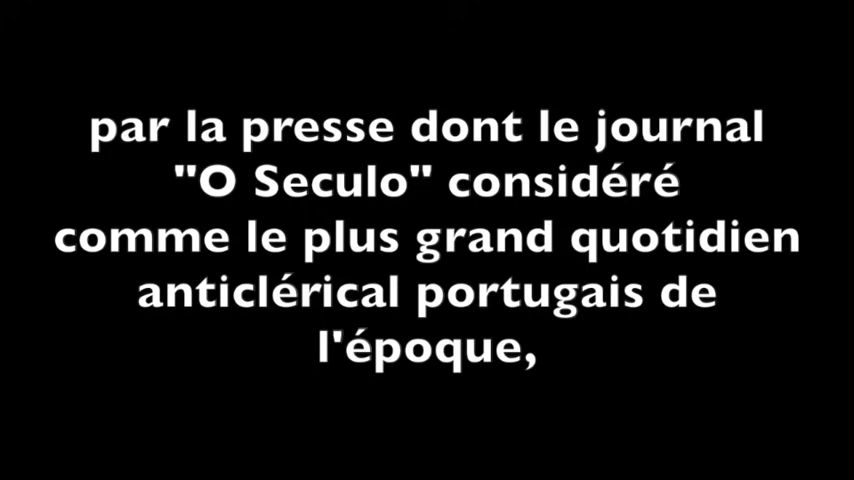 par la presse dont le journal
"O Seculo" considéré
comme le plus grand quotidien
anticlérical portugais de
l'époque,